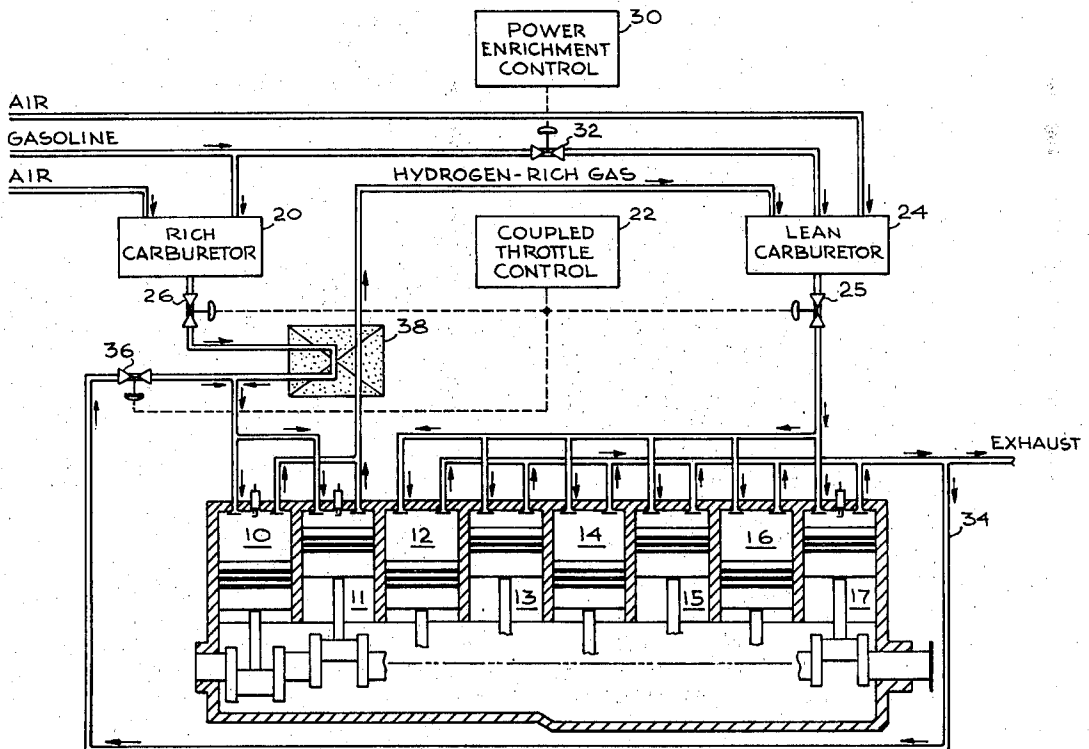 30
POWER
ENRICHMENT
CONTROL
AIR
GASOLINE
32
AIR
HYDROGEN-RICH GAS
20
RICH
CARBURETOR
22
COUPLED
THROTTLE
CONTROL
24
LEAN
CARBURETOR
26
25
38
36
EXHAUST
34
10
12
14
16
11
13
15
17